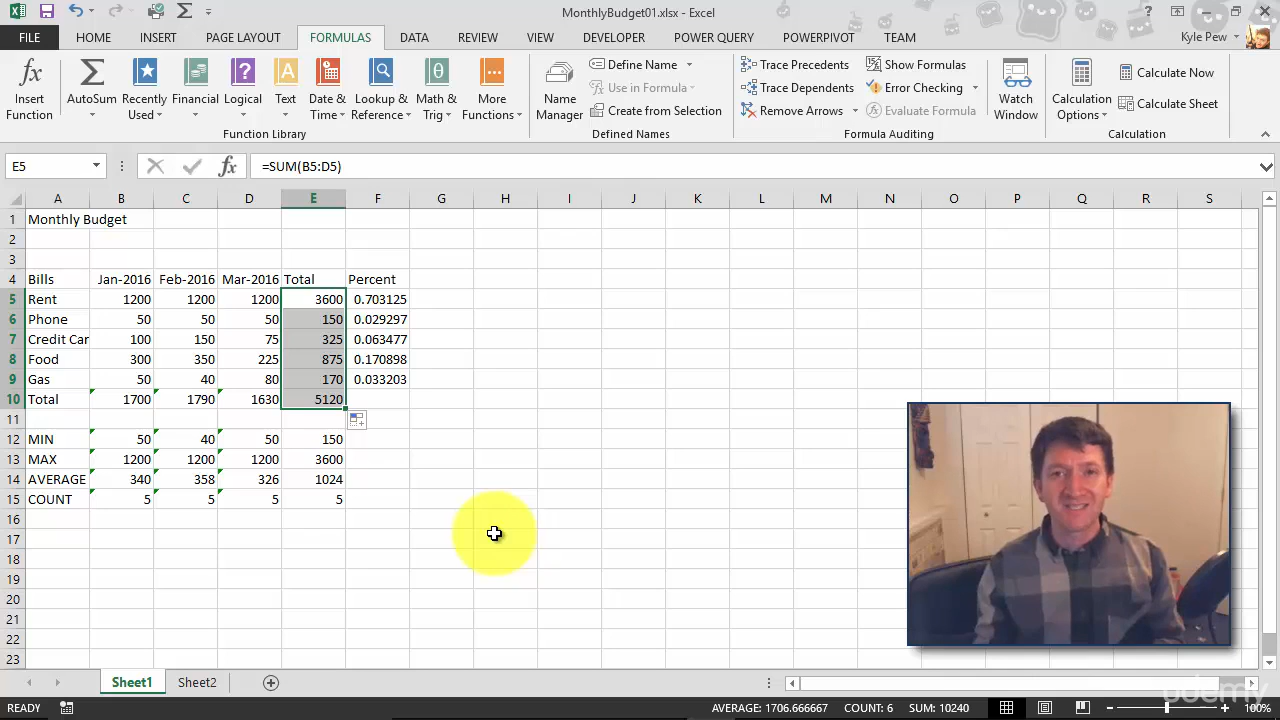 MonthlyBudget01.xlsx - Excel
FILE HOME INSERT PAGE LAYOUT FORMULAS DATA REVIEW VIEW DEVELOPER POWER QUERY POWERPIVOT TEAM Kyle Pew
Insert Function
AutoSum
Recently Used
Financial
Logical
Text
Date & Time
Lookup & Reference
Math & Trig
More Functions
Function Library
Name Manager
Define Name
Use in Formula
Create from Selection
Defined Names
Trace Precedents
Trace Dependents
Remove Arrows
Show Formulas
Error Checking
Evaluate Formula
Formula Auditing
Watch Window
Calculation Options
Calculate Now
Calculate Sheet
Calculation
E5 fx =SUM(B5:D5)
A B C D E F G H I J K L M N O P Q R S
1 Monthly Budget
2
3
4 Bills Jan-2016 Feb-2016 Mar-2016 Total Percent
5 Rent 1200 1200 1200 3600 0.703125
6 Phone 50 50 50 150 0.029297
7 Credit Car 100 150 75 325 0.063477
8 Food 300 350 225 875 0.170898
9 Gas 50 40 80 170 0.033203
10 Total 1700 1790 1630 5120
11
12 MIN 50 40 50 150
13 MAX 1200 1200 1200 3600
14 AVERAGE 340 358 326 1024
15 COUNT 5 5 5 5
16
17
18
19
20
21
22
23
Sheet1 Sheet2
udemy
READY AVERAGE: 1706.666667 COUNT: 6 SUM: 10240 100%